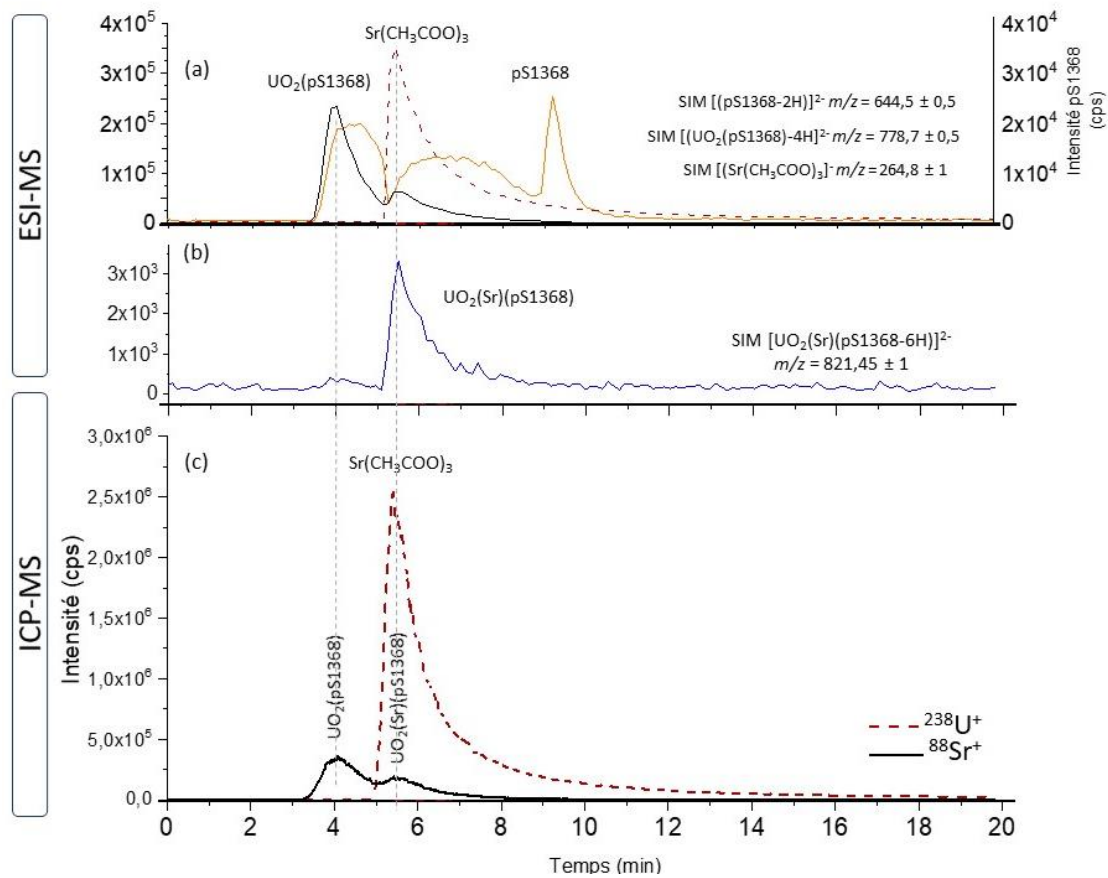 ESI-MS
4x10⁵
3x10⁵
2x10⁵
1x10⁵
0
(a)
UO₂(pS1368)
Sr(CH₃COO)₃
pS1368
SIM [(pS1368-2H)]²⁻ m/z = 644,5 ± 0,5
SIM [(UO₂(pS1368)-4H]²⁻ m/z = 778,7 ± 0,5
SIM [(Sr(CH₃COO)₃]⁻ m/z = 264,8 ± 1
4x10⁴
3x10⁴
2x10⁴
1x10⁴
0
Intensité pS1368
(cps)
(b)
3x10³
2x10³
1x10³
0
UO₂(Sr)(pS1368)
SIM [UO₂(Sr)(pS1368-6H)]²⁻
m/z = 821,45 ± 1
ICP-MS
Intensité (cps)
3,0x10⁶
2,5x10⁶
2,0x10⁶
1,5x10⁶
1,0x10⁶
5,0x10⁵
0,0
(c)
Sr(CH₃COO)₃
UO₂(pS1368)
UO₂(Sr)(pS1368)
²³⁸U⁺
⁸⁸Sr⁺
0 2 4 6 8 10 12 14 16 18 20
Temps (min)